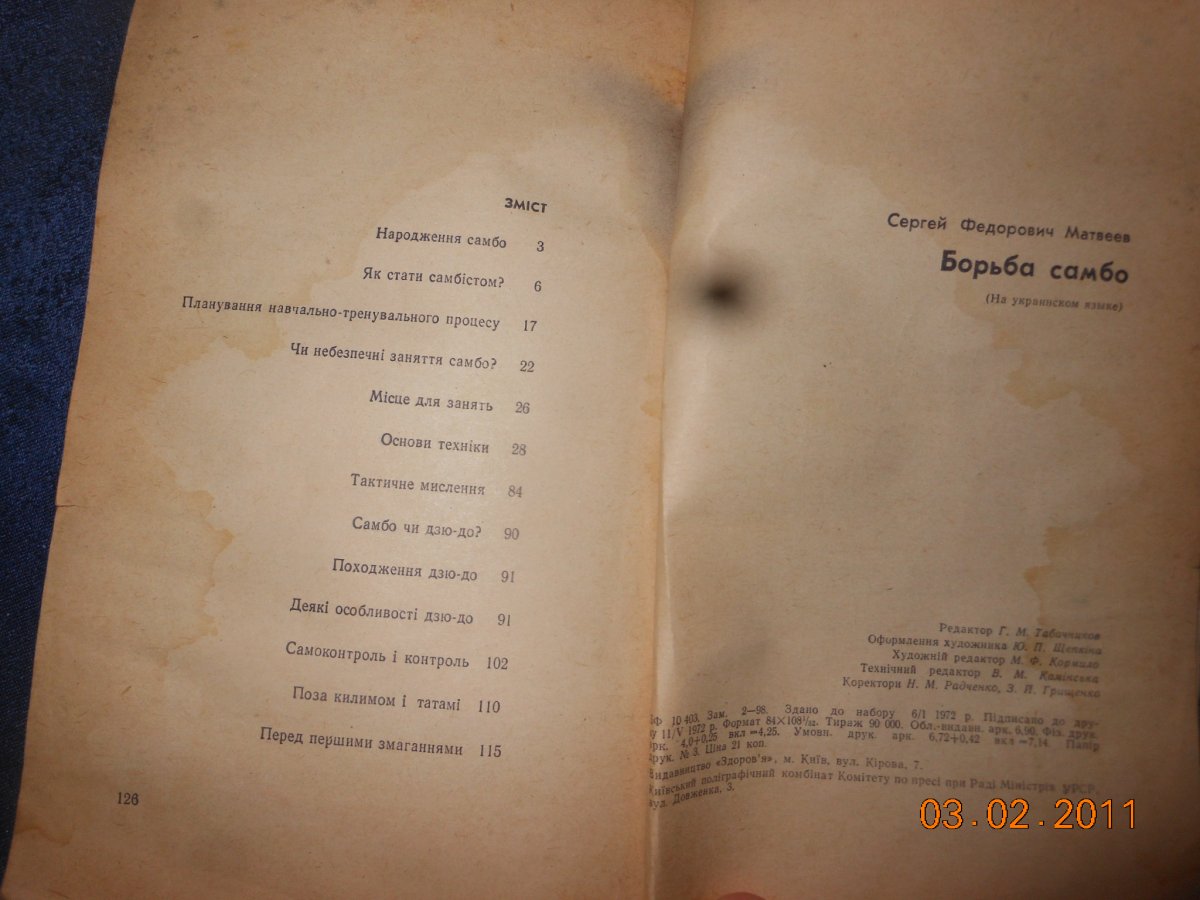 ЗМІСТ
Народження самбо 3
Як стати самбістом? 6
Планування навчально-тренувального процесу 17
Чи небезпечні заняття самбо? 22
Місце для занять 26
Основи техніки 28
Тактичне мислення 84
Самбо чи дзю-до? 90
Походження дзю-до 91
Деякі особливості дзю-до 91
Самоконтроль і контроль 102
Поза килимом і татамі 110
Перед першими змаганнями 115
126
Сергей Федорович Матвеев
Борьба самбо
(На украинском языке)
Редактор Г. М. Табачников
Оформлення художника Ю. П. Щепкіна
Художній редактор М. Ф. Кормило
Технічний редактор В. М. Камінська
Коректори Н. М. Радченко, З. Я. Грищенко
БФ 10 403. Зам. 2—98. Здано до набору 6/I 1972 р. Підписано до дру-
ку 11/V 1972 р. Формат 84×108¹/₃₂. Тираж 90 000. Обл.-видавн. арк. 6,90. Фіз. друк.
арк. 4,0+0,25 вкл=4,25. Умовн. друк. арк. 6,72+0,42 вкл=7,14. Папір
друк. № 3. Ціна 21 коп.
Видавництво «Здоров'я», м. Київ, вул. Кірова, 7.
Київський поліграфічний комбінат Комітету по пресі при Раді Міністрів УРСР,
вул. Довженка, 3.
03.02.2011